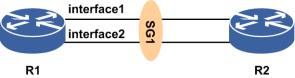 interface1
SG1
interface2
R1
R2